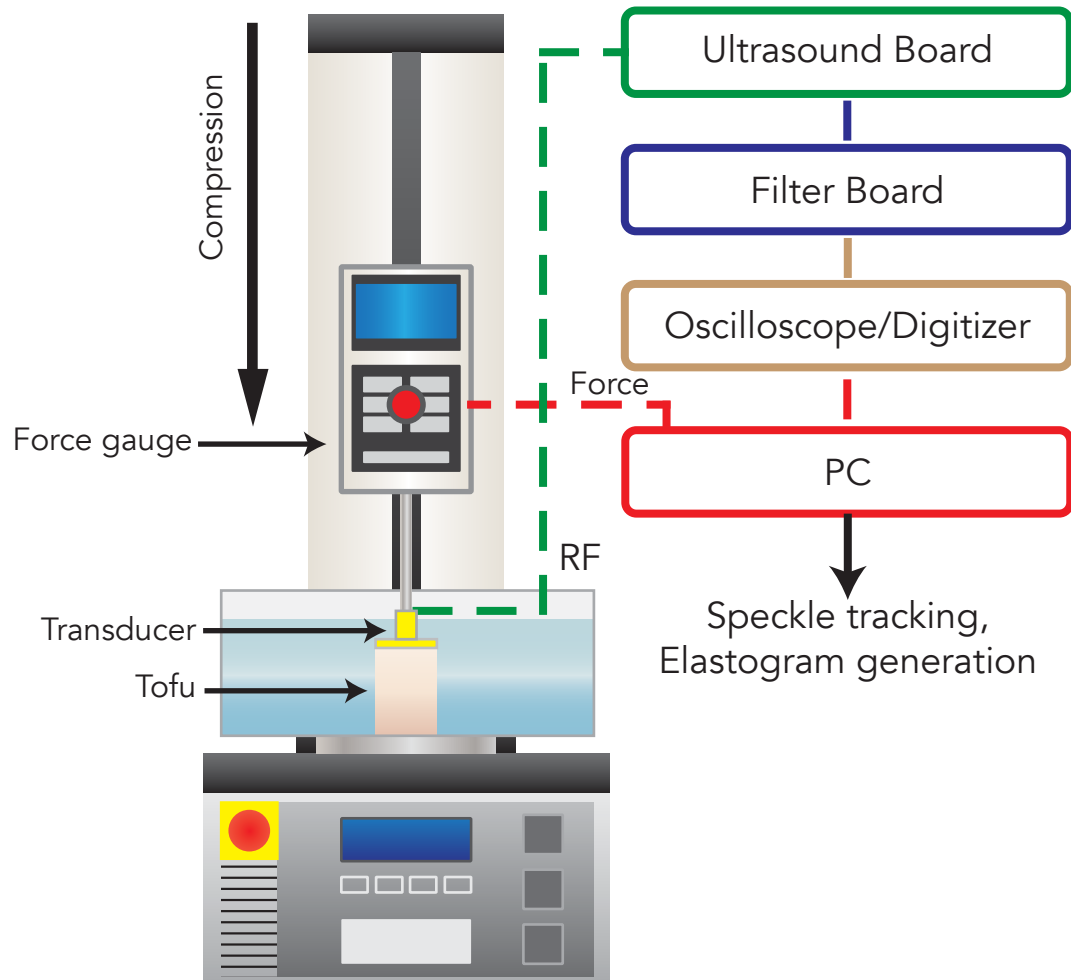 Compression
Force gauge
Transducer
Tofu
Force
RF
Ultrasound Board
Filter Board
Oscilloscope/Digitizer
PC
Speckle tracking,
Elastogram generation